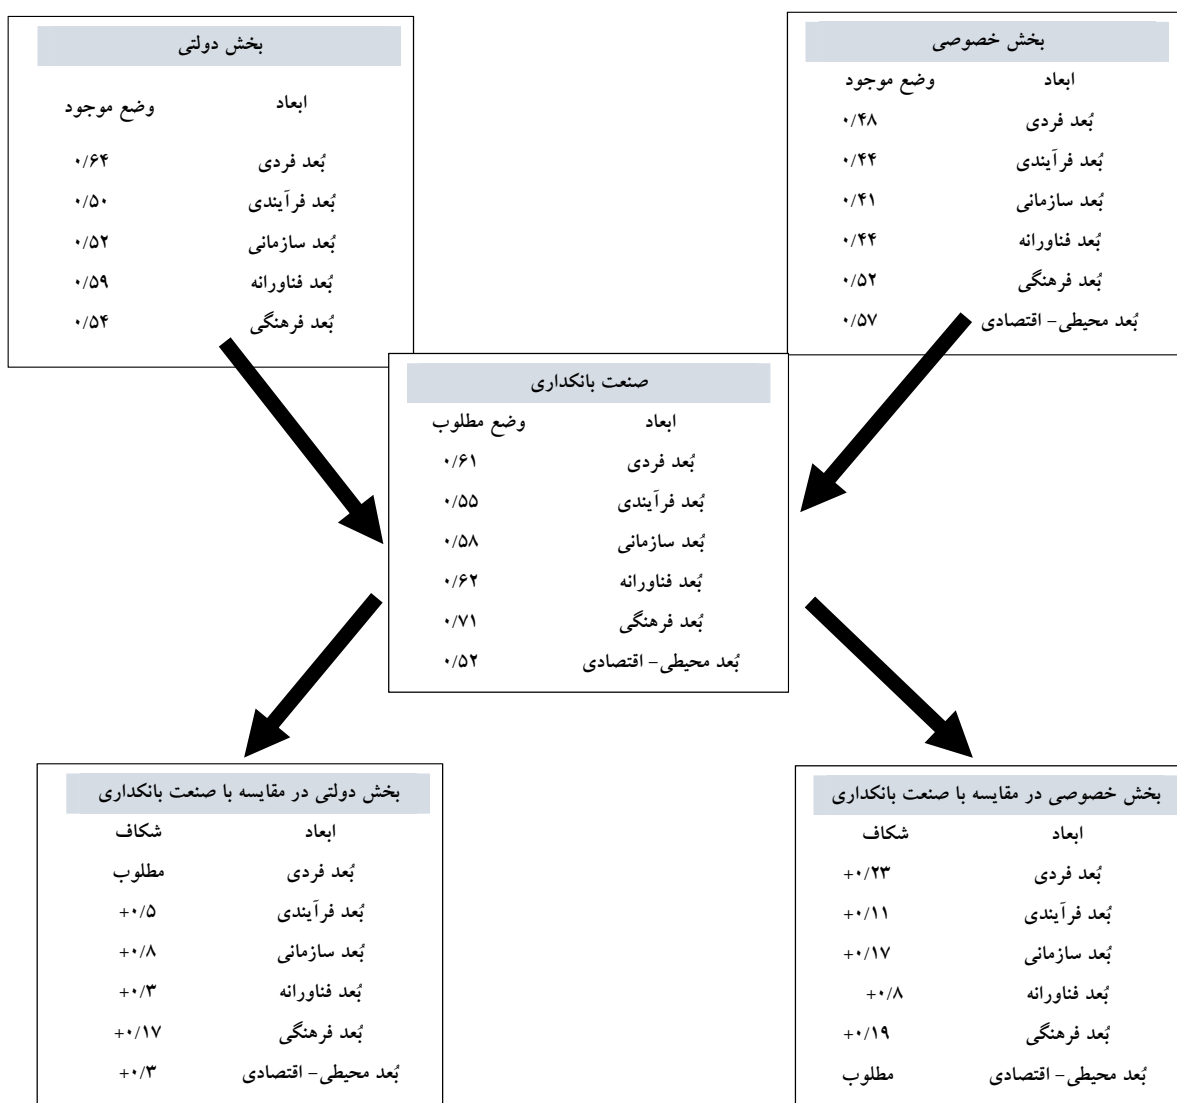 بخش خصوصی
ابعاد وضع موجود
بُعد فردی ۰/۴۸
بُعد فرآیندی ۰/۴۴
بُعد سازمانی ۰/۴۱
بُعد فناورانه ۰/۴۴
بُعد فرهنگی ۰/۵۲
بُعد محیطی- اقتصادی ۰/۵۷
بخش دولتی
ابعاد وضع موجود
بُعد فردی ۰/۶۴
بُعد فرآیندی ۰/۵۰
بُعد سازمانی ۰/۵۲
بُعد فناورانه ۰/۵۹
بُعد فرهنگی ۰/۵۴
صنعت بانکداری
ابعاد وضع مطلوب
بُعد فردی ۰/۶۱
بُعد فرآیندی ۰/۵۵
بُعد سازمانی ۰/۵۸
بُعد فناورانه ۰/۶۲
بُعد فرهنگی ۰/۷۱
بُعد محیطی- اقتصادی ۰/۵۲
بخش خصوصی در مقایسه با صنعت بانکداری
ابعاد شکاف
بُعد فردی +۰/۲۳
بُعد فرآیندی +۰/۱۱
بُعد سازمانی +۰/۱۷
بُعد فناورانه +۰/۸
بُعد فرهنگی +۰/۱۹
بُعد محیطی- اقتصادی مطلوب
بخش دولتی در مقایسه با صنعت بانکداری
ابعاد شکاف
بُعد فردی مطلوب
بُعد فرآیندی +۰/۵
بُعد سازمانی +۰/۸
بُعد فناورانه +۰/۳
بُعد فرهنگی +۰/۱۷
بُعد محیطی- اقتصادی +۰/۳